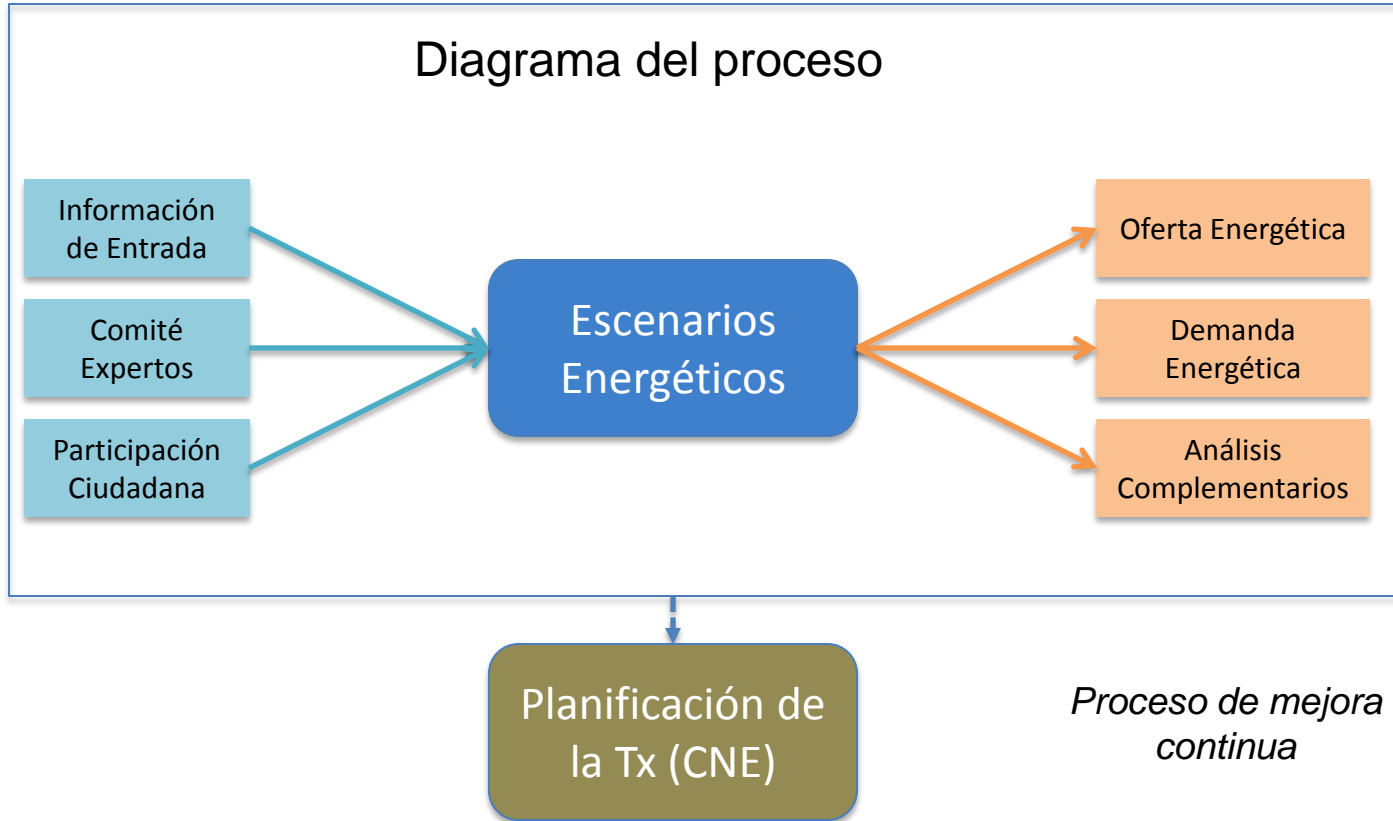 Diagrama del proceso
Información
de Entrada
Comité
Expertos
Participación
Ciudadana
Escenarios
Energéticos
Oferta Energética
Demanda
Energética
Análisis
Complementarios
Planificación de
la Tx (CNE)
Proceso de mejora
continua